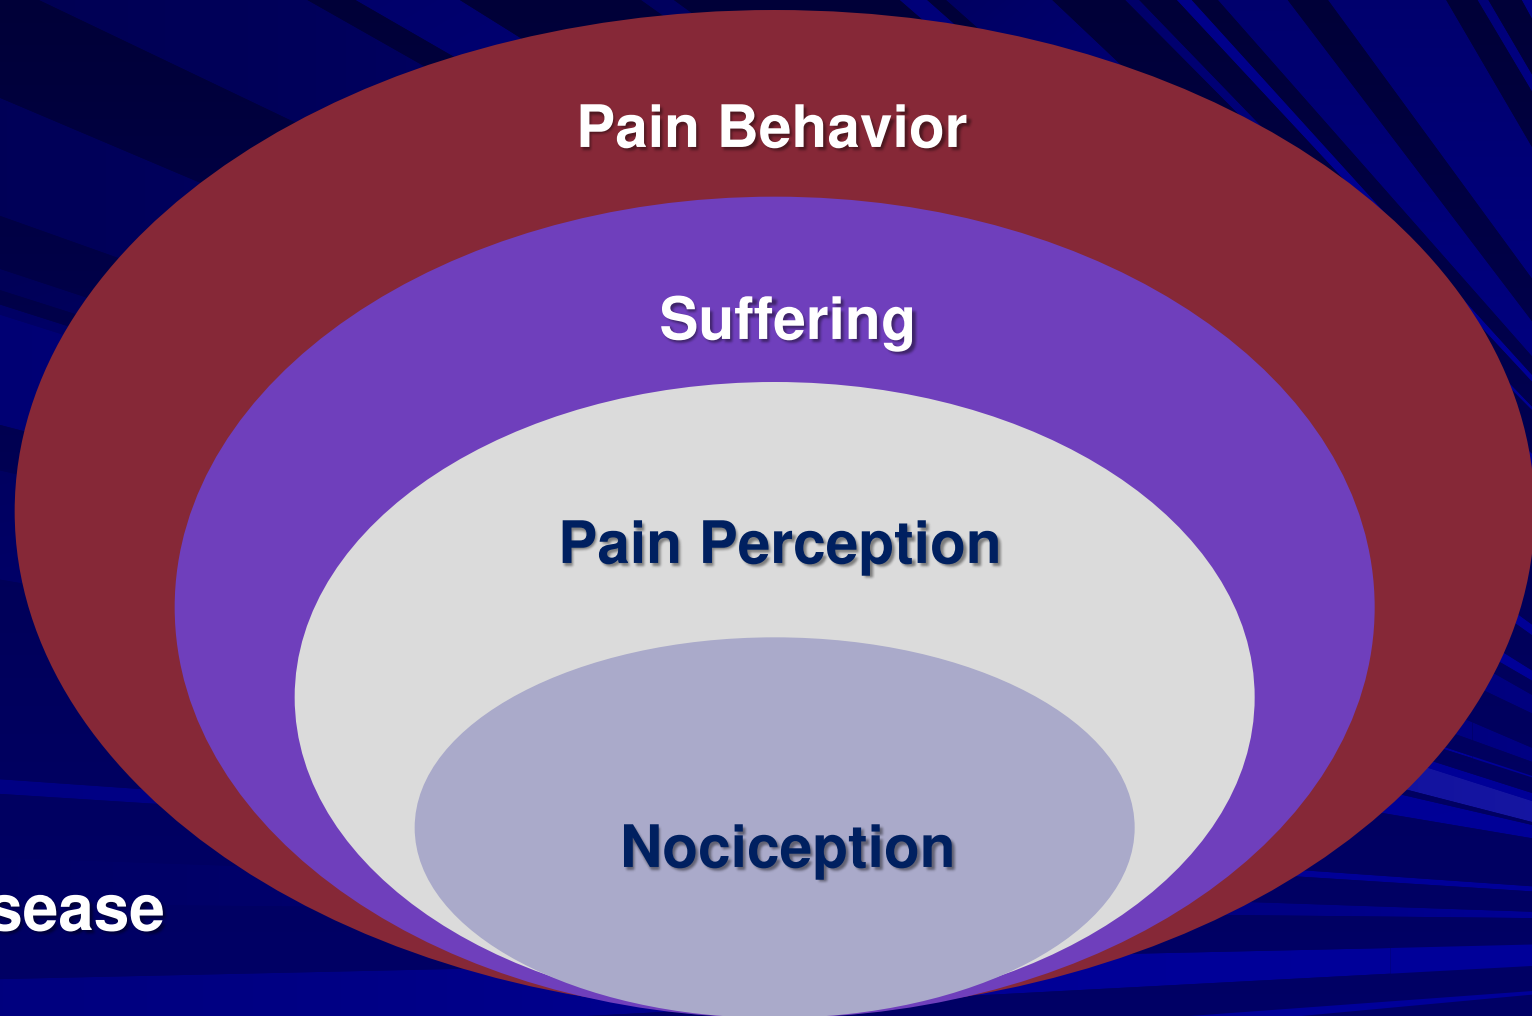 Pain Behavior
Suffering
Pain Perception
Nociception
sease